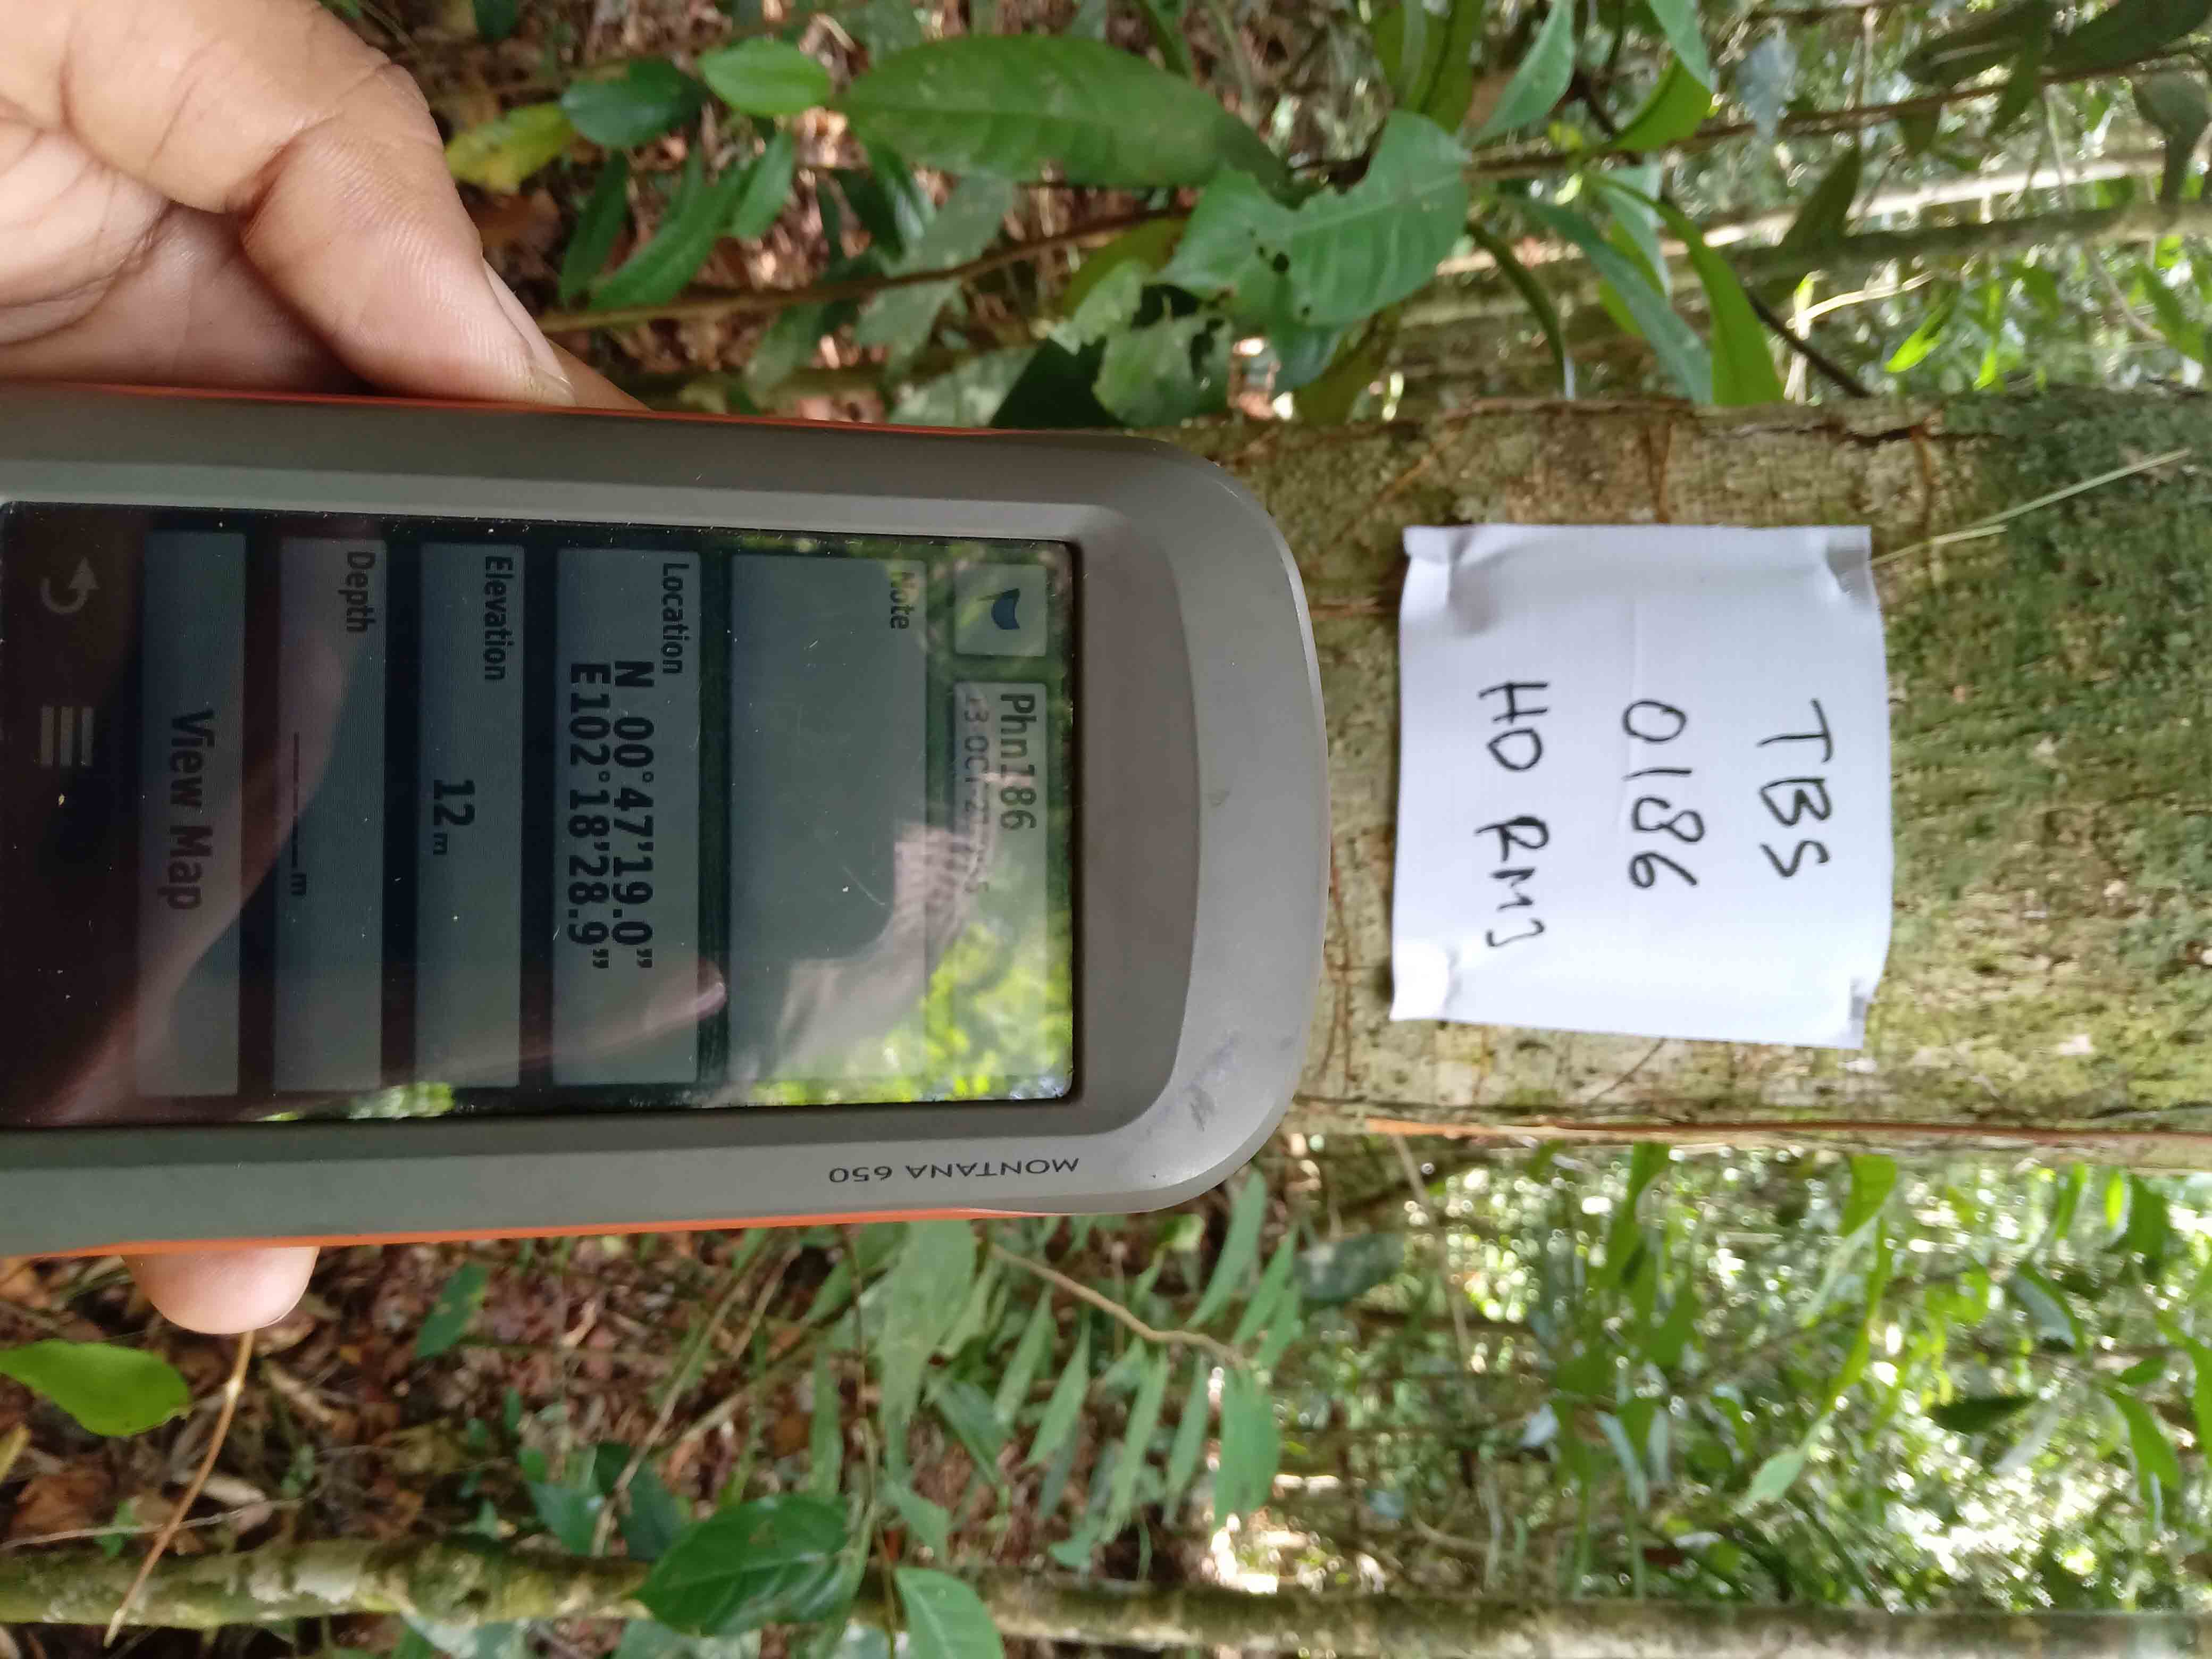 TBS
0186
HD RMJ
MONTANA 650
Phn186
Note
Location
N 00°47'19.0"
E102°18'28.9"
Elevation
12m
Depth
_____m
View Map